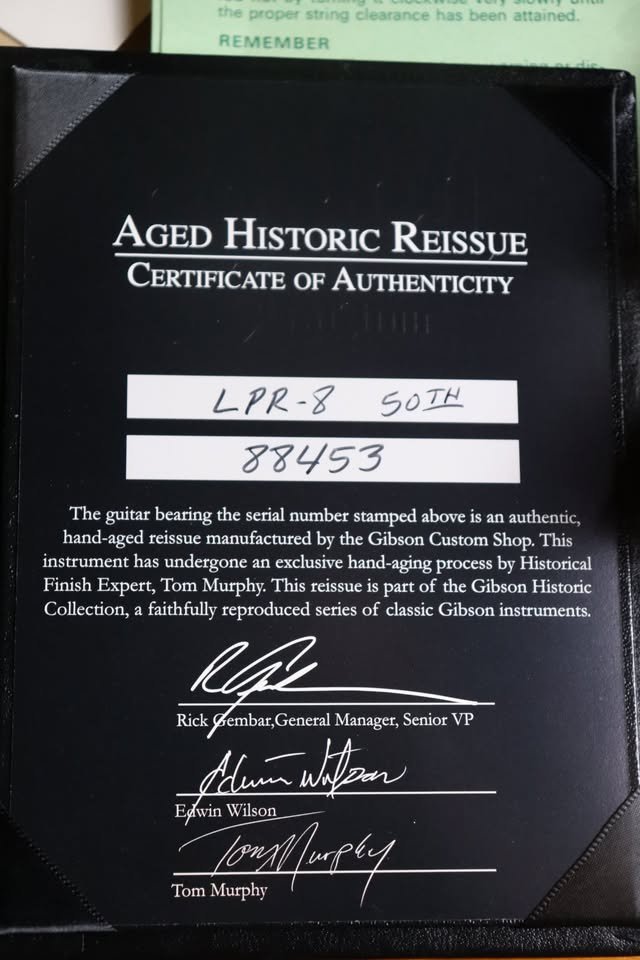 the proper string clearance has been attained.
REMEMBER
AGED HISTORIC REISSUE
CERTIFICATE OF AUTHENTICITY
LPR-8 50TH
88453
The guitar bearing the serial number stamped above is an authentic,
hand-aged reissue manufactured by the Gibson Custom Shop. This
instrument has undergone an exclusive hand-aging process by Historical
Finish Expert, Tom Murphy. This reissue is part of the Gibson Historic
Collection, a faithfully reproduced series of classic Gibson instruments.
Rick Gembar,General Manager, Senior VP
Edwin Wilson
Edwin Wilson
Tom Murphy
Tom Murphy